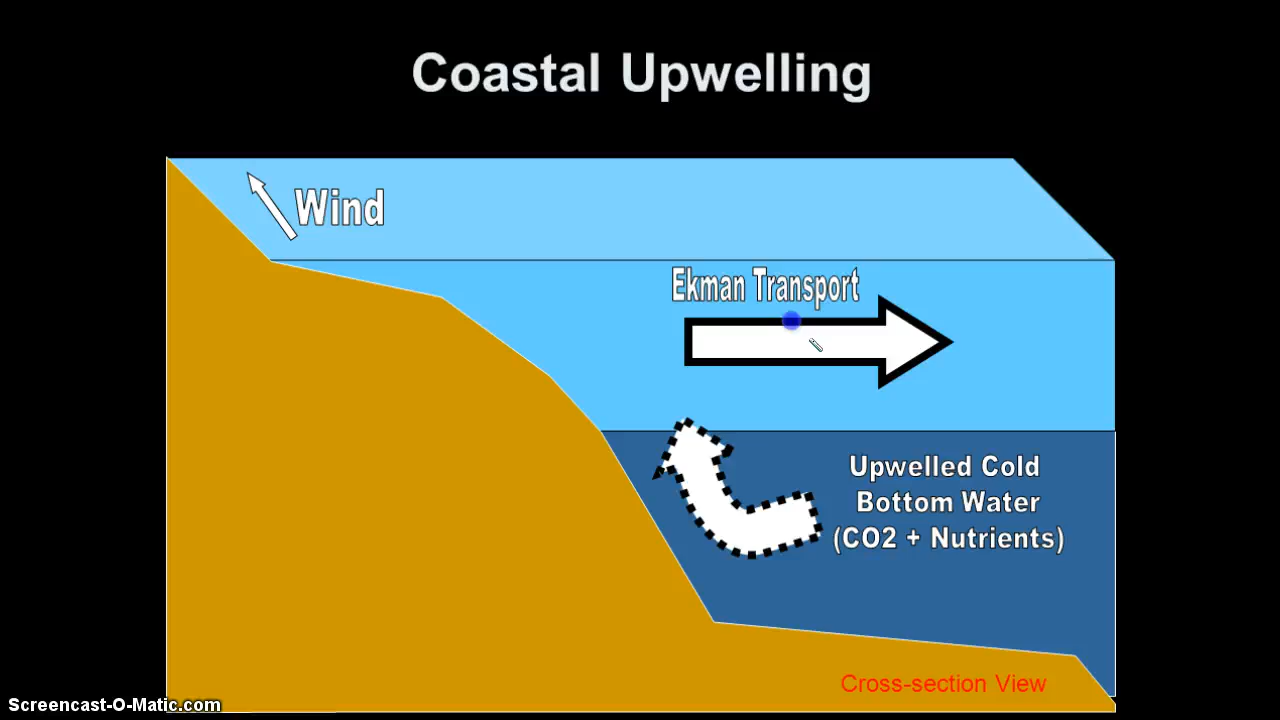 Coastal Upwelling
Wind
Ekman Transport
Upwelled Cold
Bottom Water
(CO2 + Nutrients)
Cross-section View
Screencast-O-Matic.com